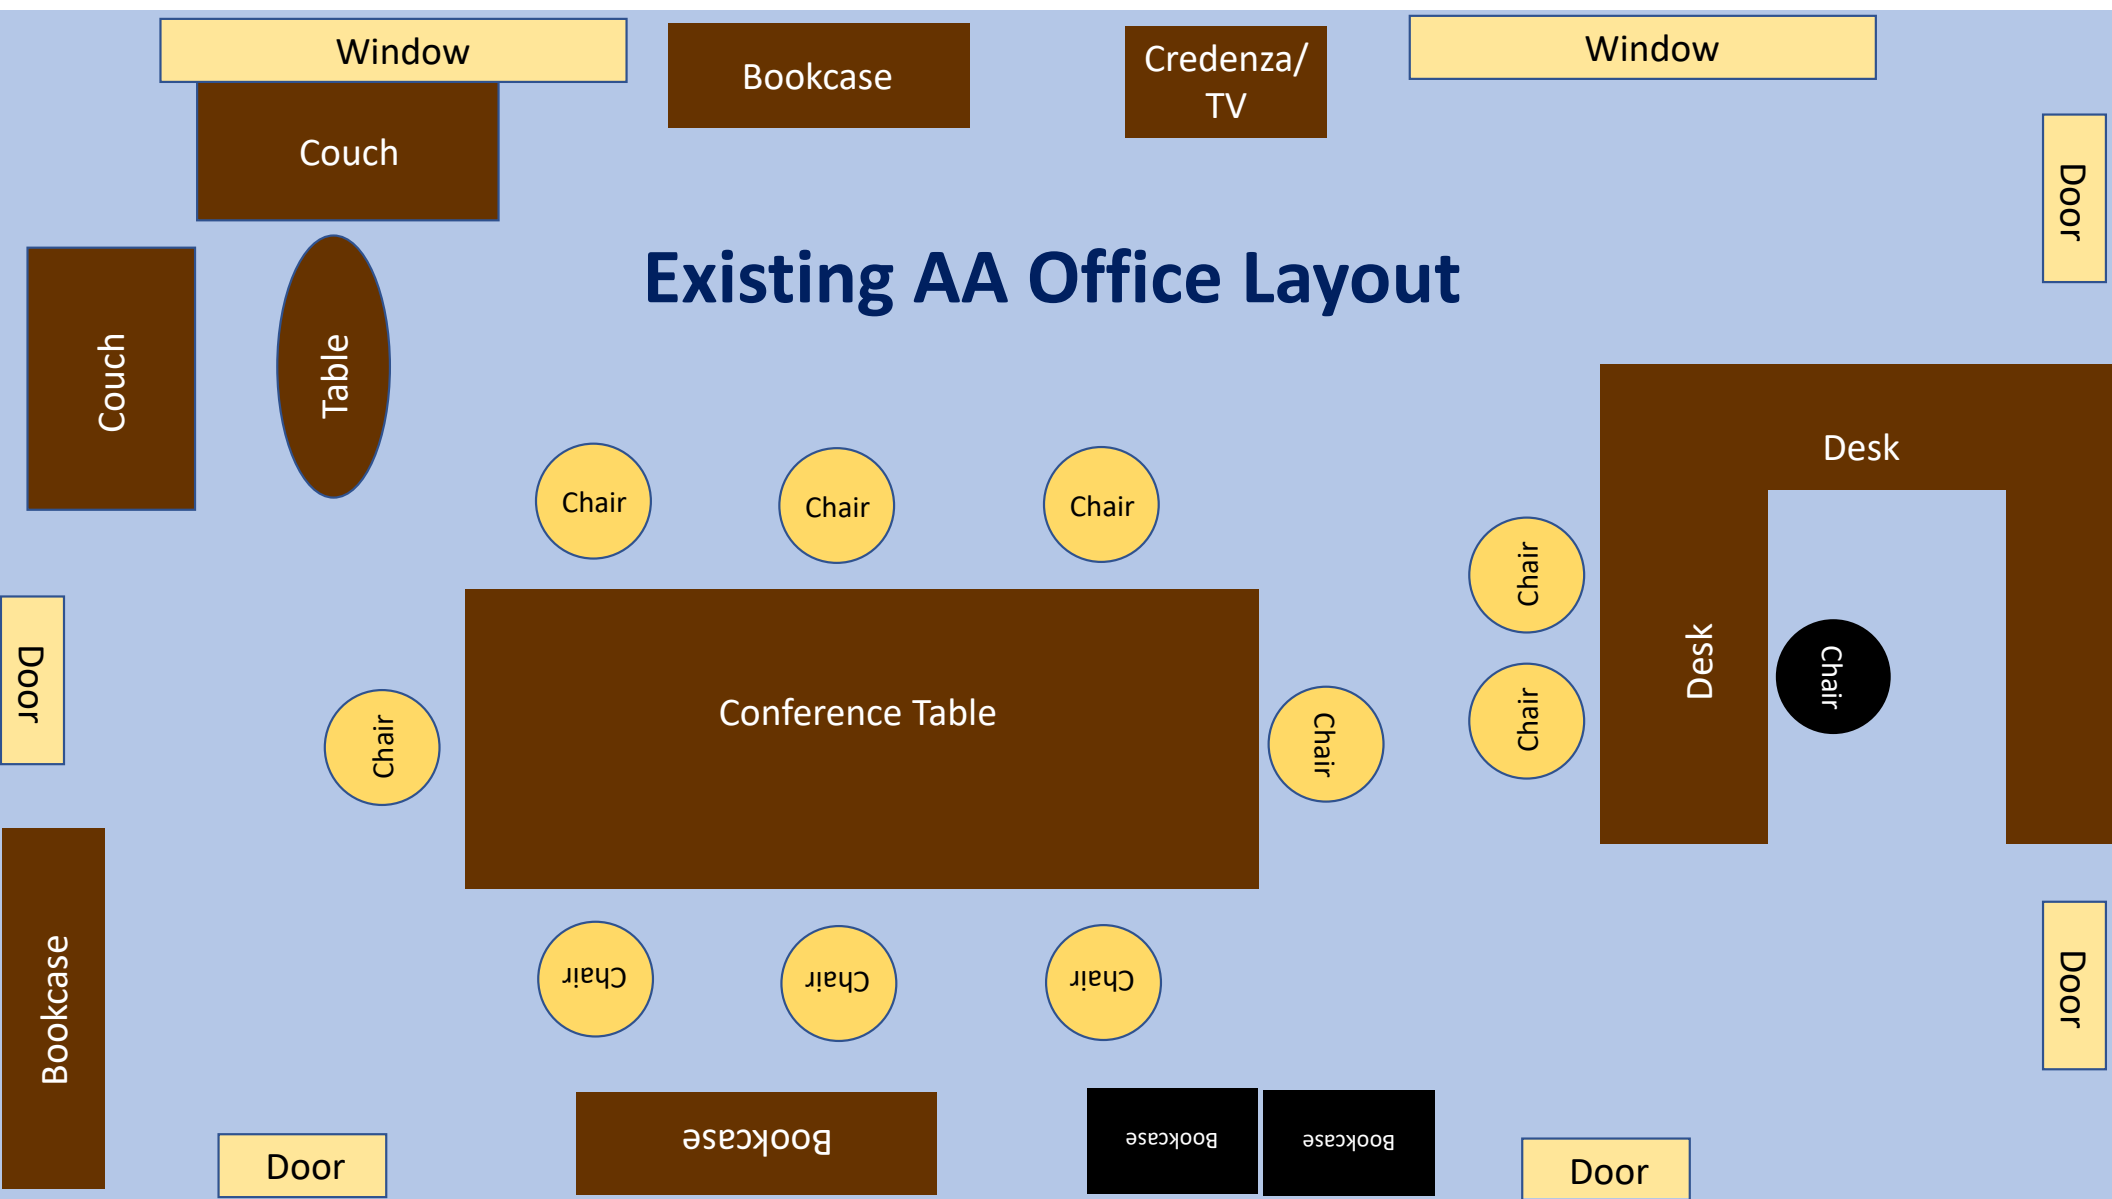 Window
Bookcase
Credenza/
TV
Window
Couch
Door
Existing AA Office Layout
Couch
Table
Desk
Chair
Chair
Chair
Chair
Desk
Chair
Door
Chair
Conference Table
Chair
Chair
Chair
Bookcase
Chair
Chair
Chair
Door
Door
Bookcase
Bookcase
Bookcase
Door